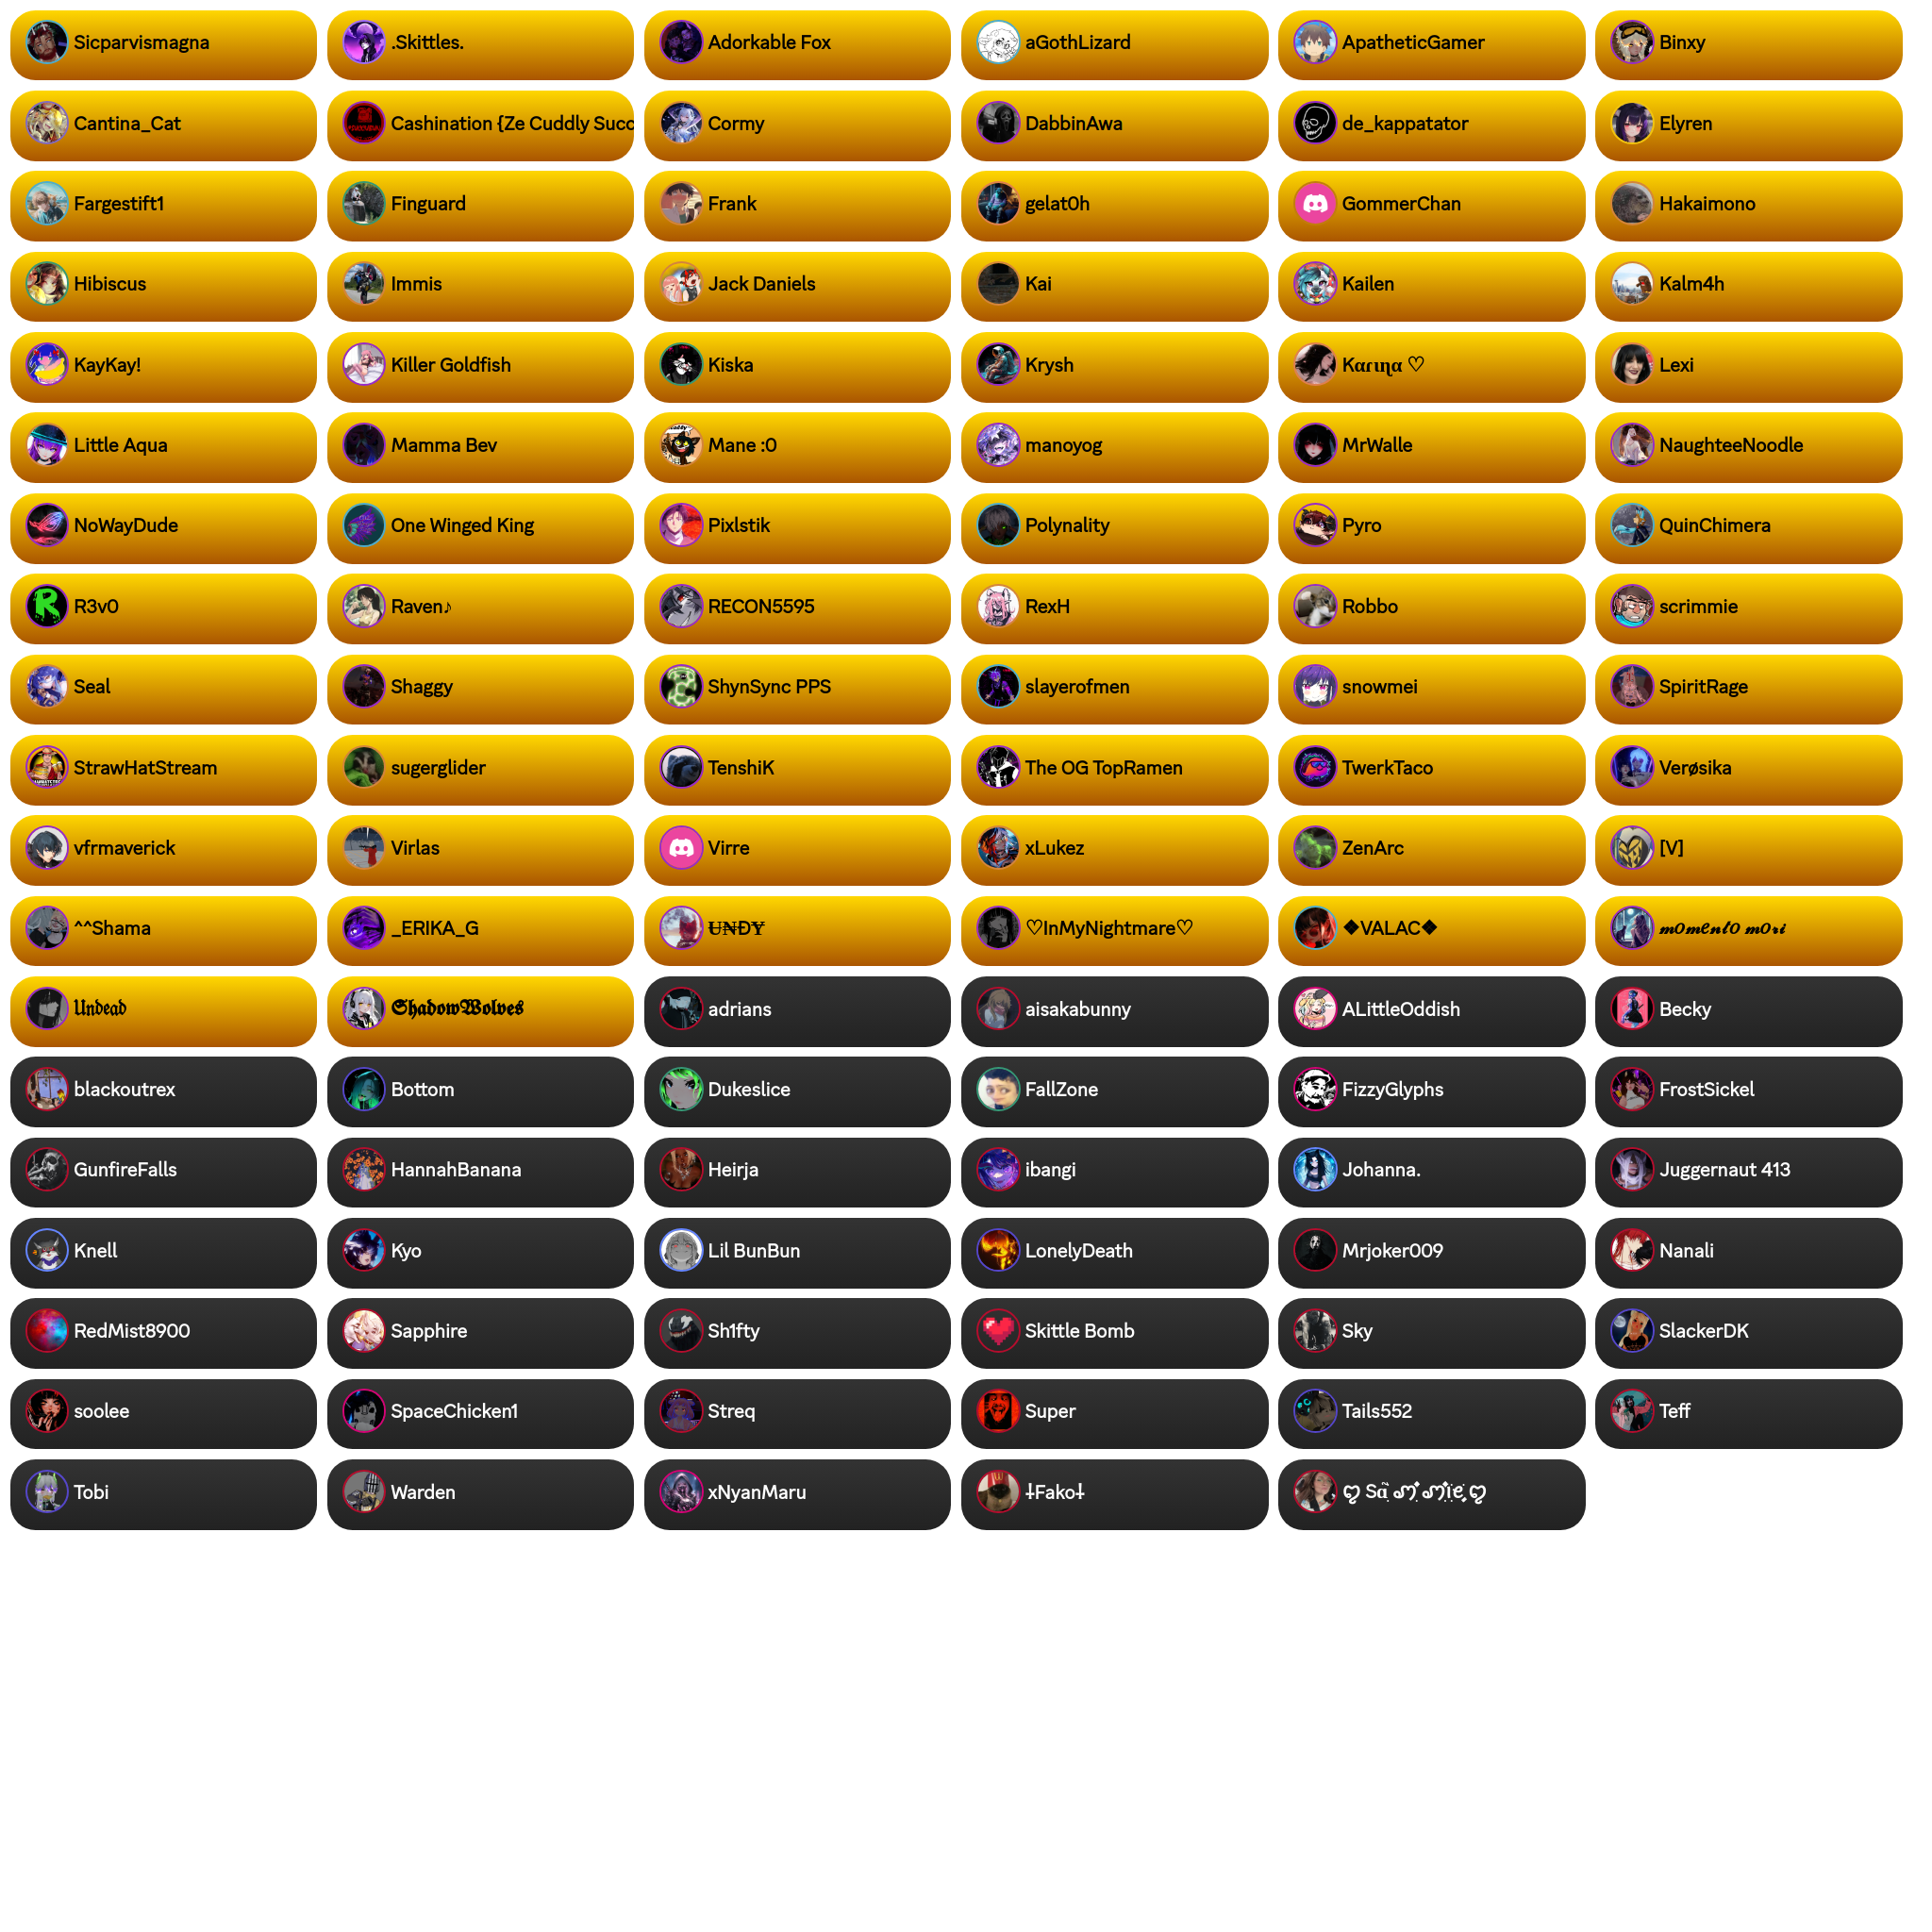 Sicparvismagna
.Skittles.
Adorkable Fox
aGothLizard
ApatheticGamer
Binxy
Cantina_Cat
Cashination {Ze Cuddly Succ
Cormy
DabbinAwa
de_kappatator
Elyren
Fargestift1
Finguard
Frank
gelat0h
GommerChan
Hakaimono
Hibiscus
Immis
Jack Daniels
Kai
Kailen
Kalm4h
KayKay!
Killer Goldfish
Kiska
Krysh
Kαɾιɳα ♡
Lexi
Little Aqua
Mamma Bev
Mane :0
manoyog
MrWalle
NaughteeNoodle
NoWayDude
One Winged King
Pixlstik
Polynality
Pyro
QuinChimera
R3v0
Raven♪
RECON5595
RexH
Robbo
scrimmie
Seal
Shaggy
ShynSync PPS
slayerofmen
snowmei
SpiritRage
StrawHatStream
sugerglider
TenshiK
The OG TopRamen
TwerkTaco
Verøsika
vfrmaverick
Virlas
Virre
xLukez
ZenArc
[V]
^^Shama
_ERIKA_G
U̶N̶D̶Y̶
♡InMyNightmare♡
❖VALAC❖
𝓶𝓸𝓶𝓮𝓷𝓽𝓸 𝓶𝓸𝓻𝓲
𝔘𝔫𝔡𝔢𝔞𝔡
𝕾𝖍𝖆𝖉𝖔𝖜𝖂𝖔𝖑𝖛𝖊𝖘
adrians
aisakabunny
ALittleOddish
Becky
blackoutrex
Bottom
Dukeslice
FallZone
FizzyGlyphs
FrostSickel
GunfireFalls
HannahBanana
Heirja
ibangi
Johanna.
Juggernaut 413
Knell
Kyo
Lil BunBun
LonelyDeath
Mrjoker009
Nanali
RedMist8900
Sapphire
Sh1fty
Skittle Bomb
Sky
SlackerDK
soolee
SpaceChicken1
Streq
Super
Tails552
Teff
Tobi
Warden
xNyanMaru
⸸Fako⸸